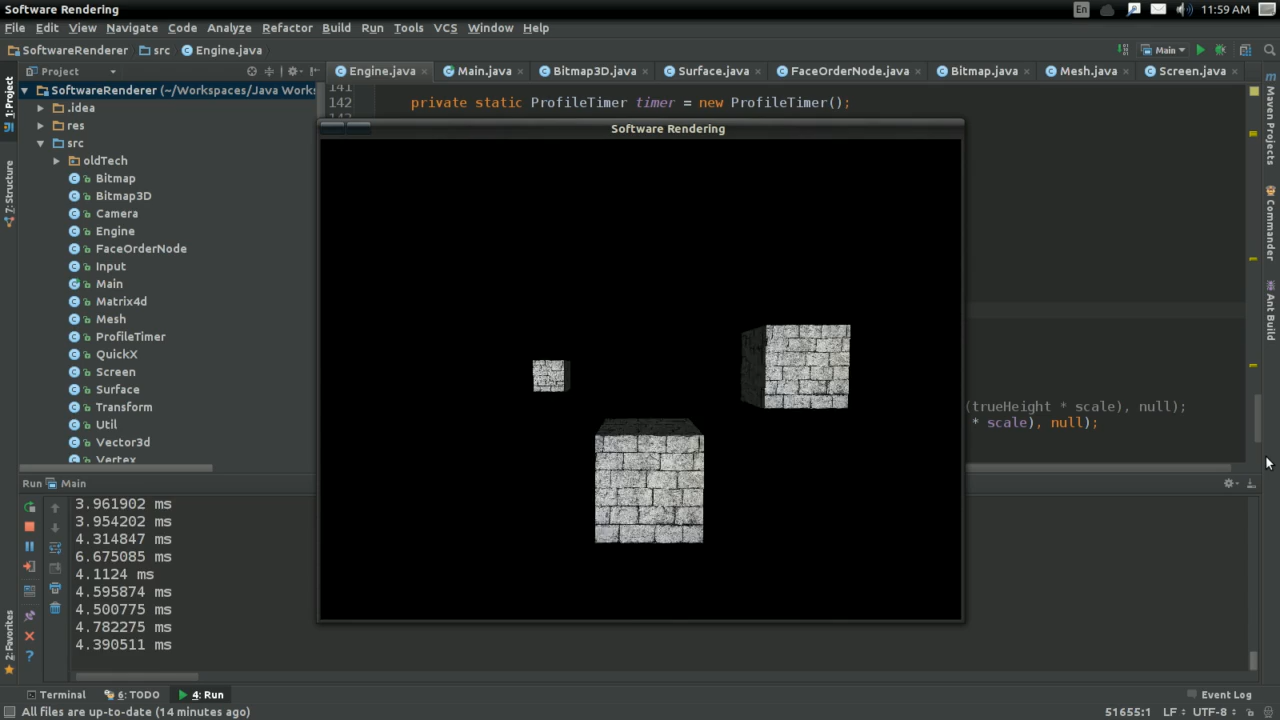 Software Rendering
En 11:59 AM
File Edit View Navigate Code Analyze Refactor Build Run Tools VCS Window Help
SoftwareRenderer src Engine.java Main
Project
Engine.java Main.java Bitmap3D.java Surface.java FaceOrderNode.java Bitmap.java Mesh.java Screen.java
1: Project
7: Structure
2: Favorites
SoftwareRenderer (~/Workspaces/Java Works
.idea
res
src
oldTech
Bitmap
Bitmap3D
Camera
Engine
FaceOrderNode
Input
Main
Matrix4d
Mesh
ProfileTimer
QuickX
Screen
Surface
Transform
Util
Vector3d
Vertex
141
142 private static ProfileTimer timer = new ProfileTimer();
143
Software Rendering
(trueHeight * scale), null);
* scale), null);
Maven Projects
Commander
Ant Build
Run Main
3.961902 ms
3.954202 ms
4.314847 ms
6.675085 ms
4.1124 ms
4.595874 ms
4.500775 ms
4.782275 ms
4.390511 ms
Terminal 6: TODO 4: Run Event Log
All files are up-to-date (14 minutes ago) 51655:1 LF UTF-8